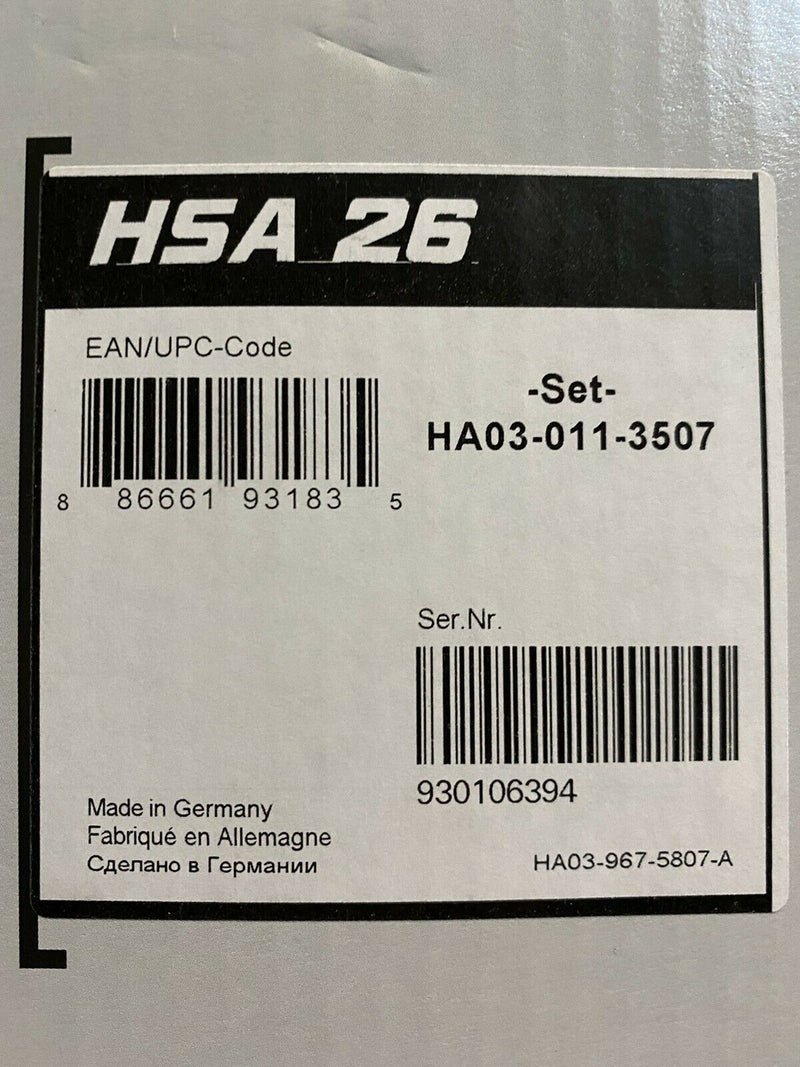 HSA 26
EAN/UPC-Code
8 86661 93183 5
-Set-
HA03-011-3507
Ser.Nr.
930106394
Made in Germany
Fabriqué en Allemagne
Сделано в Германии
HA03-967-5807-A